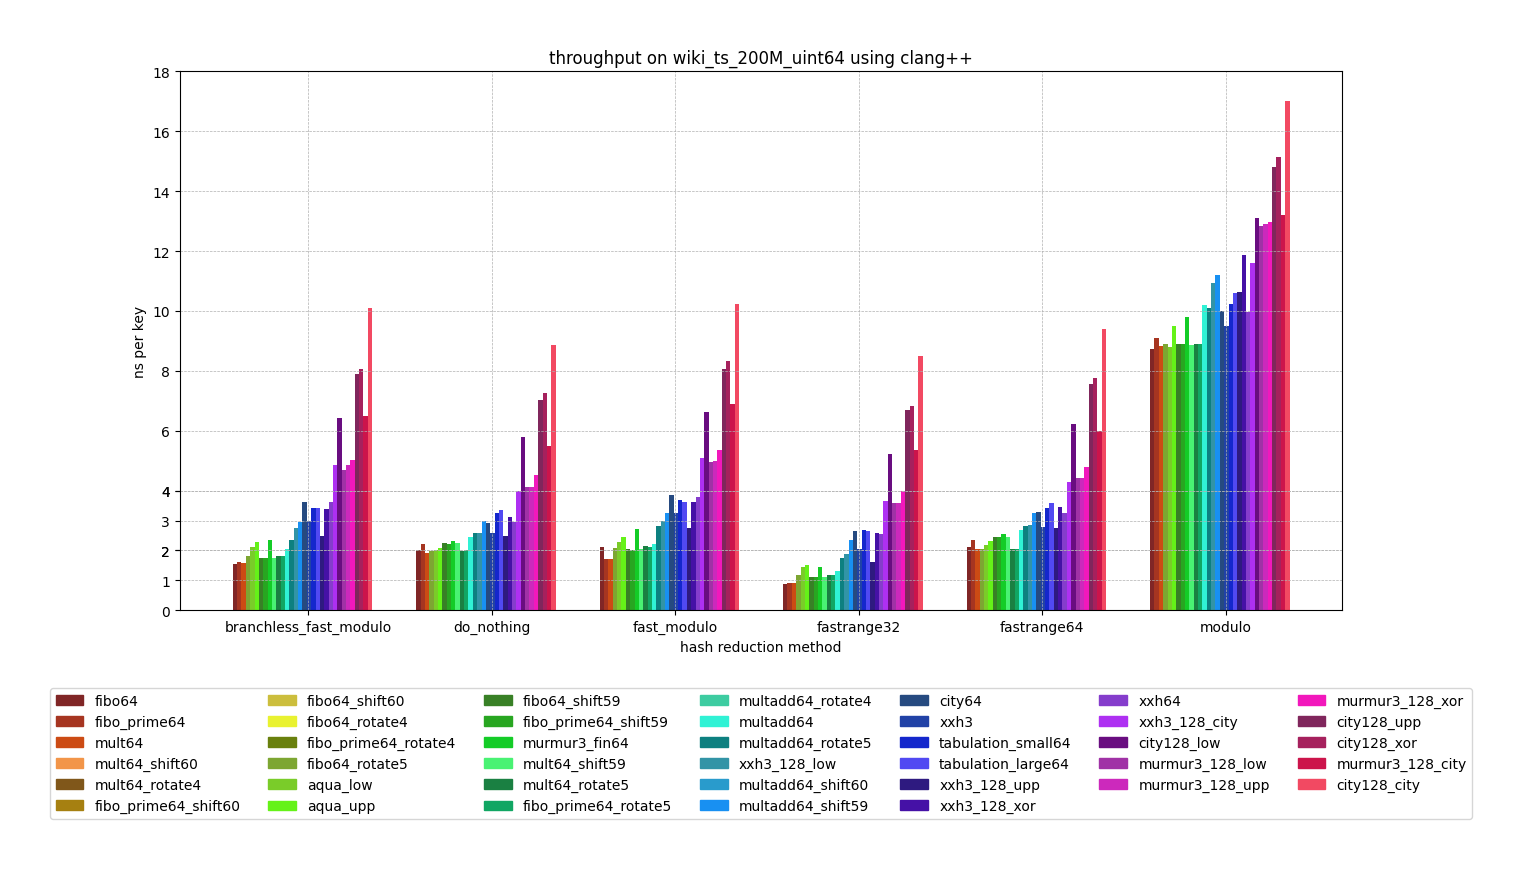 throughput on wiki_ts_200M_uint64 using clang++
18
16
14
12
10
8
6
4
3
2
1
0
ns per key
branchless_fast_modulo do_nothing fast_modulo fastrange32 fastrange64 modulo
hash reduction method
fibo64 fibo64_shift60 fibo64_shift59 multadd64_rotate4 city64 xxh64 murmur3_128_xor
fibo_prime64 fibo64_rotate4 fibo_prime64_shift59 multadd64 xxh3 xxh3_128_city city128_upp
mult64 fibo_prime64_rotate4 murmur3_fin64 multadd64_rotate5 tabulation_small64 city128_low city128_xor
mult64_shift60 fibo64_rotate5 mult64_shift59 xxh3_128_low tabulation_large64 murmur3_128_low murmur3_128_city
mult64_rotate4 aqua_low mult64_rotate5 multadd64_shift60 xxh3_128_upp murmur3_128_upp city128_city
fibo_prime64_shift60 aqua_upp fibo_prime64_rotate5 multadd64_shift59 xxh3_128_xor